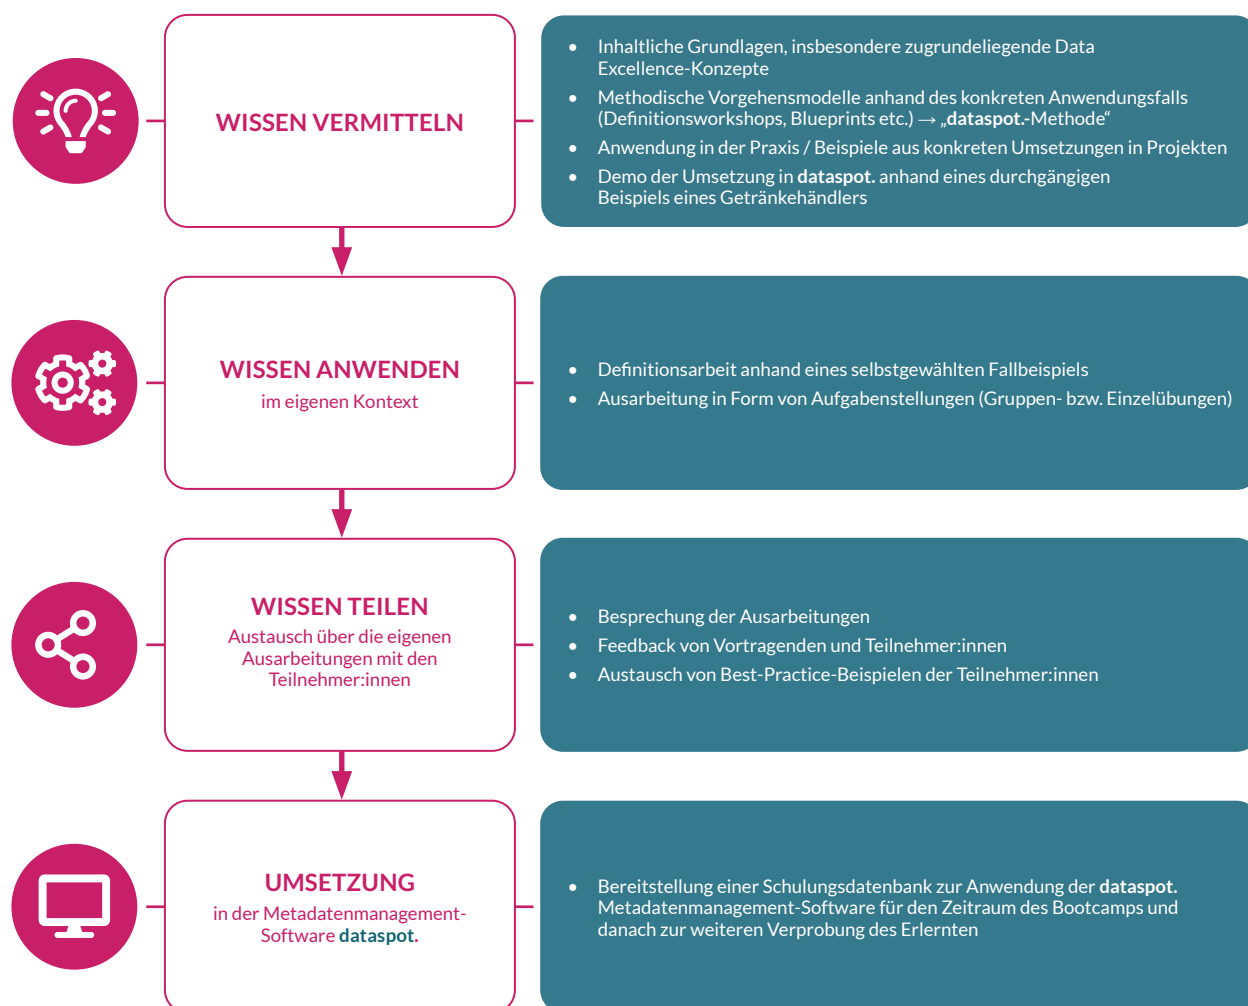 WISSEN VERMITTELN
• Inhaltliche Grundlagen, insbesondere zugrundeliegende Data
Excellence-Konzepte
• Methodische Vorgehensmodelle anhand des konkreten Anwendungsfalls
(Definitionsworkshops, Blueprints etc.) → „dataspot.-Methode“
• Anwendung in der Praxis / Beispiele aus konkreten Umsetzungen in Projekten
• Demo der Umsetzung in dataspot. anhand eines durchgängigen
Beispiels eines Getränkehändlers
WISSEN ANWENDEN
im eigenen Kontext
• Definitionsarbeit anhand eines selbstgewählten Fallbeispiels
• Ausarbeitung in Form von Aufgabenstellungen (Gruppen- bzw. Einzelübungen)
WISSEN TEILEN
Austausch über die eigenen
Ausarbeitungen mit den
Teilnehmer:innen
• Besprechung der Ausarbeitungen
• Feedback von Vortragenden und Teilnehmer:innen
• Austausch von Best-Practice-Beispielen der Teilnehmer:innen
UMSETZUNG
in der Metadatenmanagement-
Software dataspot.
• Bereitstellung einer Schulungsdatenbank zur Anwendung der dataspot.
Metadatenmanagement-Software für den Zeitraum des Bootcamps und
danach zur weiteren Verprobung des Erlernten